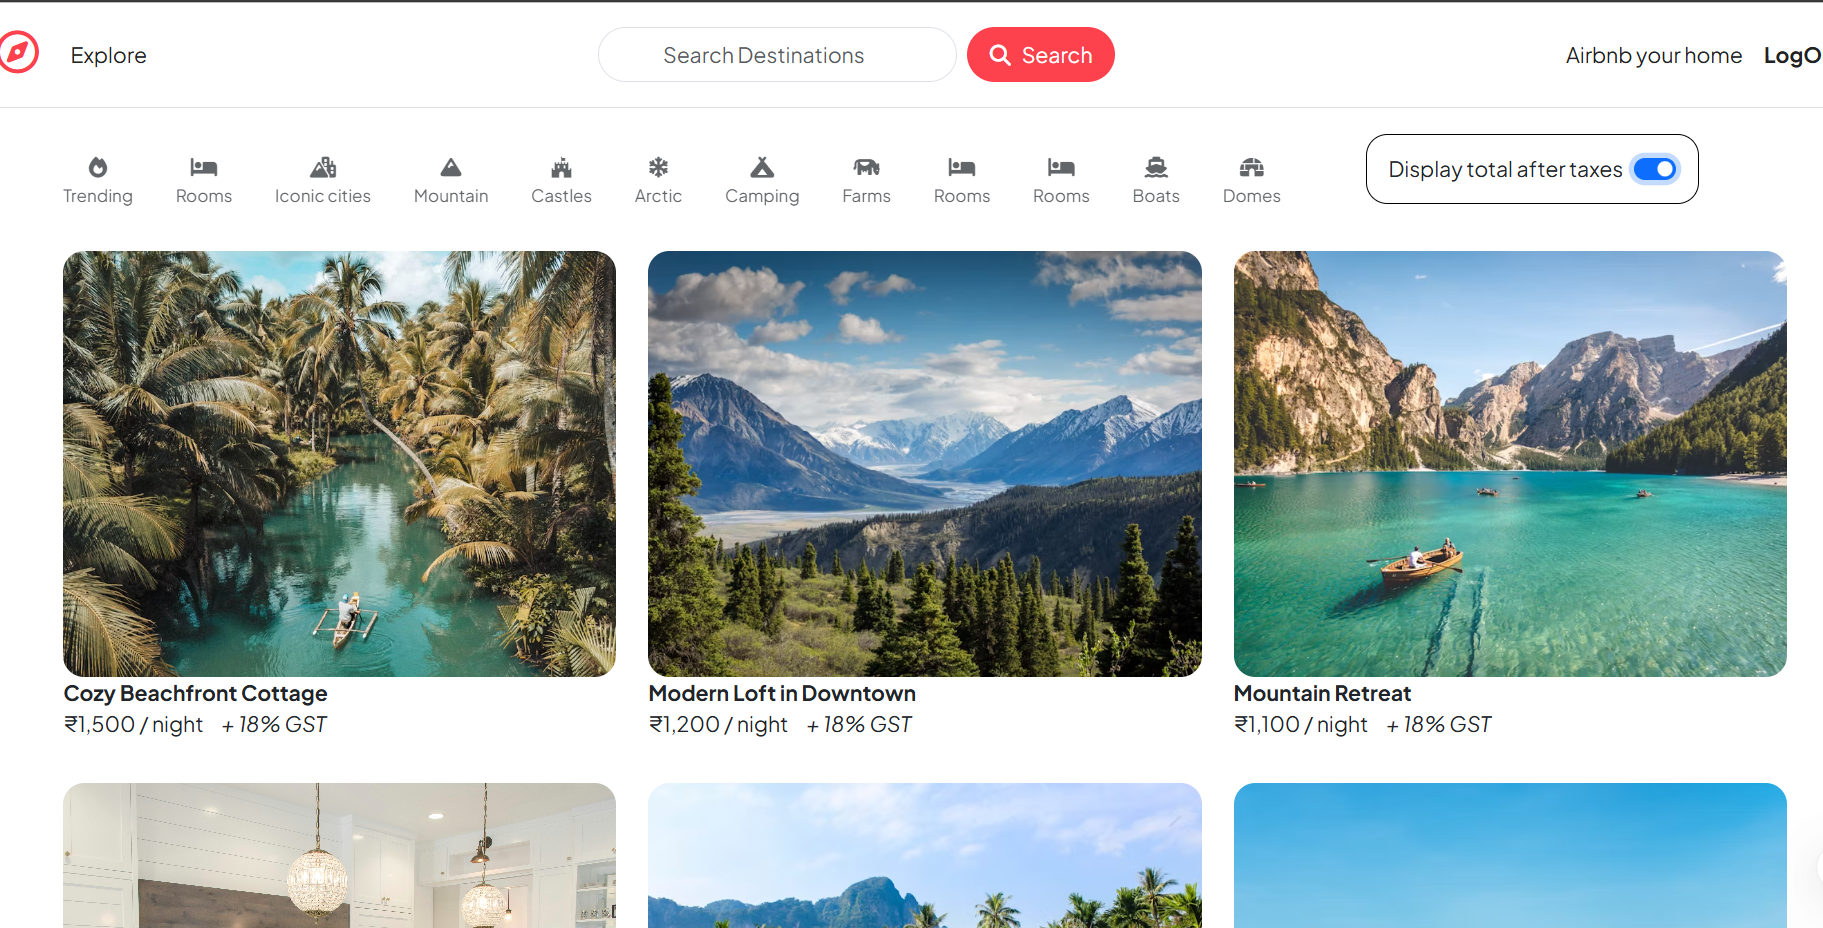 Explore
Search Destinations
Search
Airbnb your home
LogO
Trending
Rooms
Iconic cities
Mountain
Castles
Arctic
Camping
Farms
Rooms
Rooms
Boats
Domes
Display total after taxes
Cozy Beachfront Cottage
₹1,500 / night + 18% GST
Modern Loft in Downtown
₹1,200 / night + 18% GST
Mountain Retreat
₹1,100 / night + 18% GST